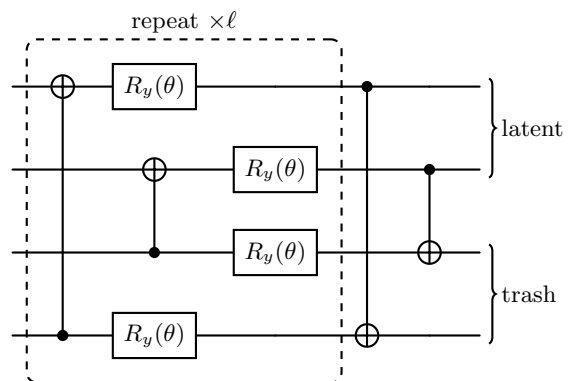 repeat ×ℓ
R_y(θ)
R_y(θ)
latent
R_y(θ)
R_y(θ)
trash